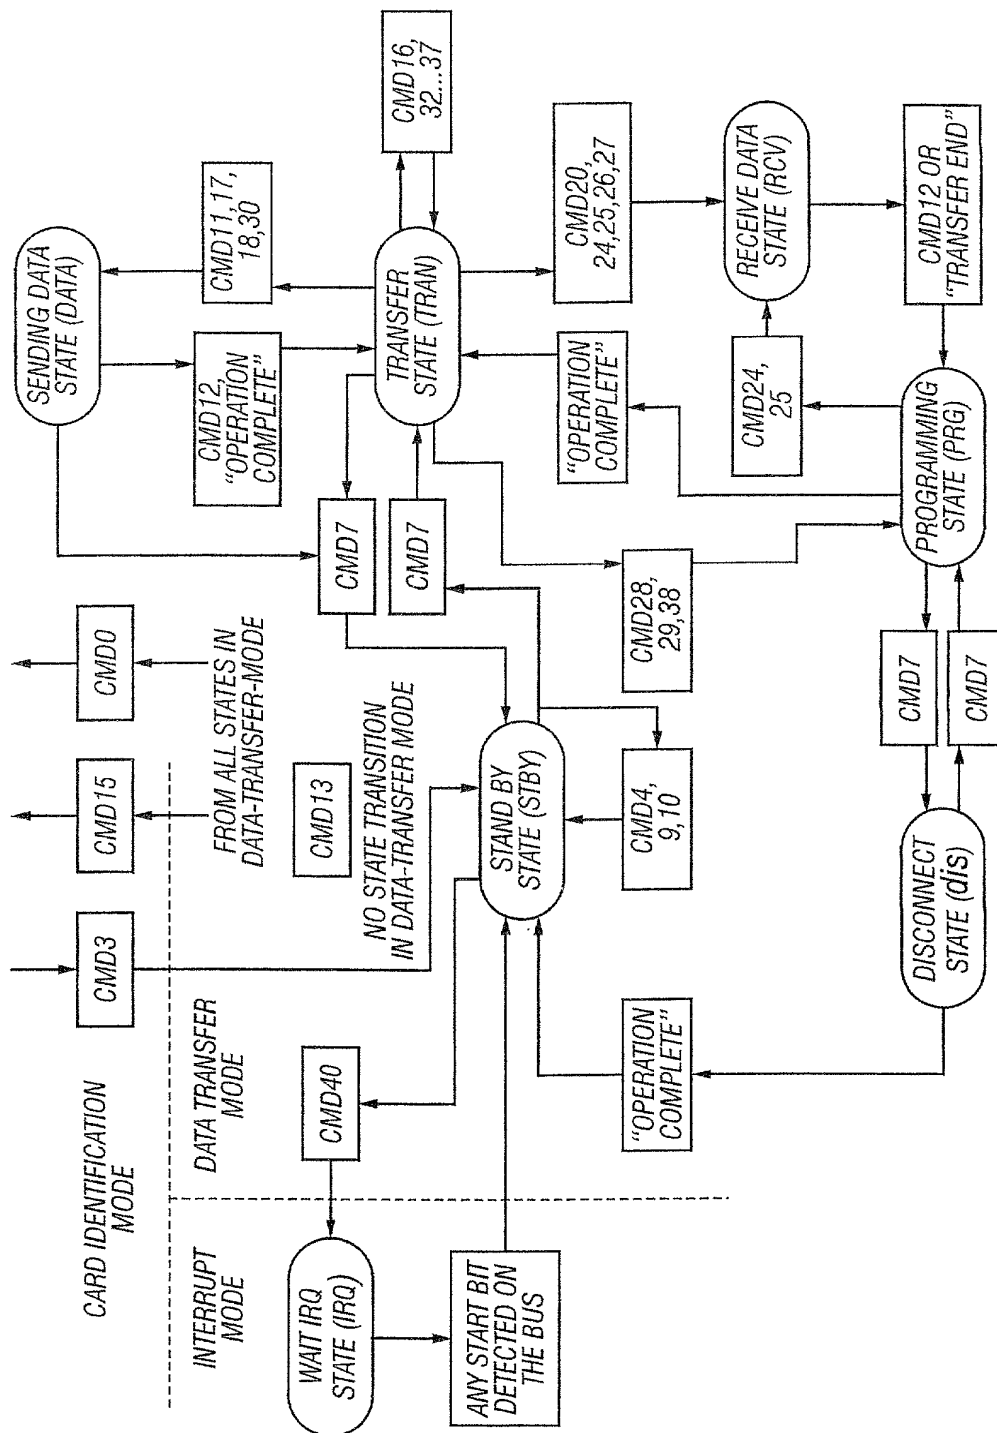 CARD IDENTIFICATION
MODE
CMD3
CMD15
CMD0
FROM ALL STATES IN
DATA-TRANSFER-MODE
INTERRUPT
MODE
DATA TRANSFER
MODE
CMD13
NO STATE TRANSITION
IN DATA-TRANSFER MODE
SENDING DATA
STATE (DATA)
CMD12,
"OPERATION
COMPLETE"
CMD11,17,
18,30
WAIT IRQ
STATE (IRQ)
CMD40
CMD7
CMD7
TRANSFER
STATE (TRAN)
CMD16,
32...37
ANY START BIT
DETECTED ON
THE BUS
STAND BY
STATE (STBY)
"OPERATION
COMPLETE"
CMD4,
9,10
CMD28,
29,38
"OPERATION
COMPLETE"
CMD20,
24,25,26,27
CMD24,
25
RECEIVE DATA
STATE (RCV)
DISCONNECT
STATE (dis)
CMD7
CMD7
PROGRAMMING
STATE (PRG)
CMD12 OR
"TRANSFER END"